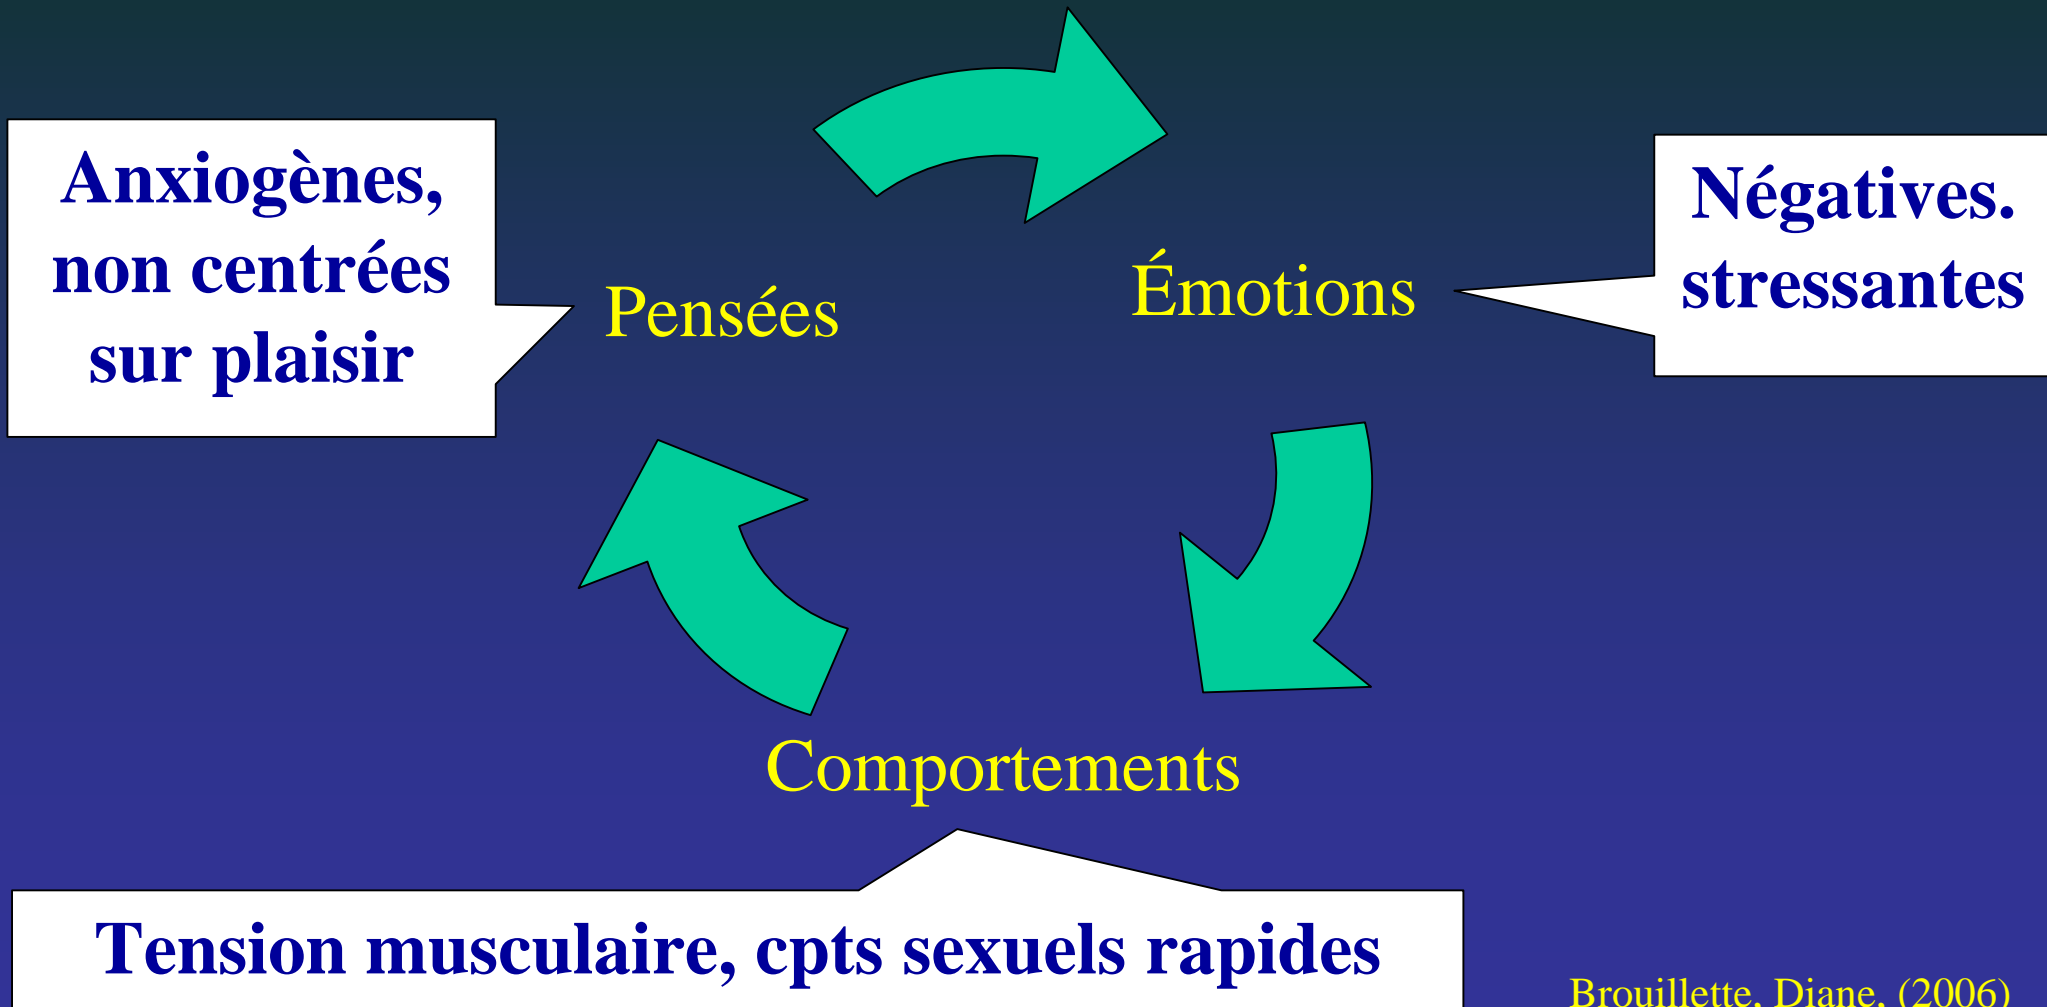 Anxiogènes,
non centrées
sur plaisir
Pensées
Émotions
Négatives.
stressantes
Comportements
Tension musculaire, cpts sexuels rapides
Brouillette, Diane, (2006)